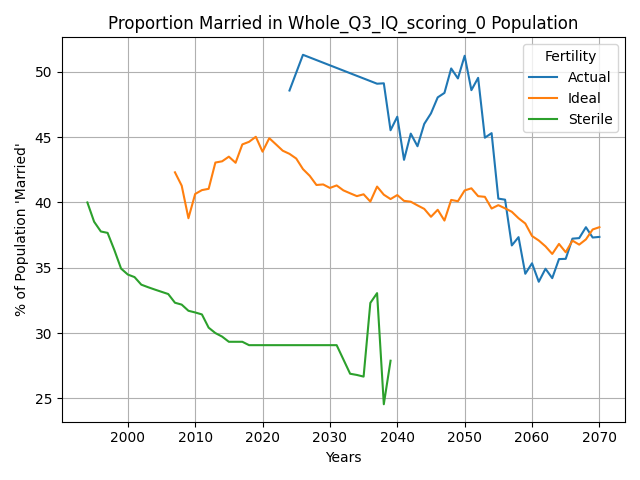 Proportion Married in Whole_Q3_IQ_scoring_0 Population
% of Population 'Married'
50
45
40
35
30
25
Fertility
Actual
Ideal
Sterile
2000 2010 2020 2030 2040 2050 2060 2070
Years